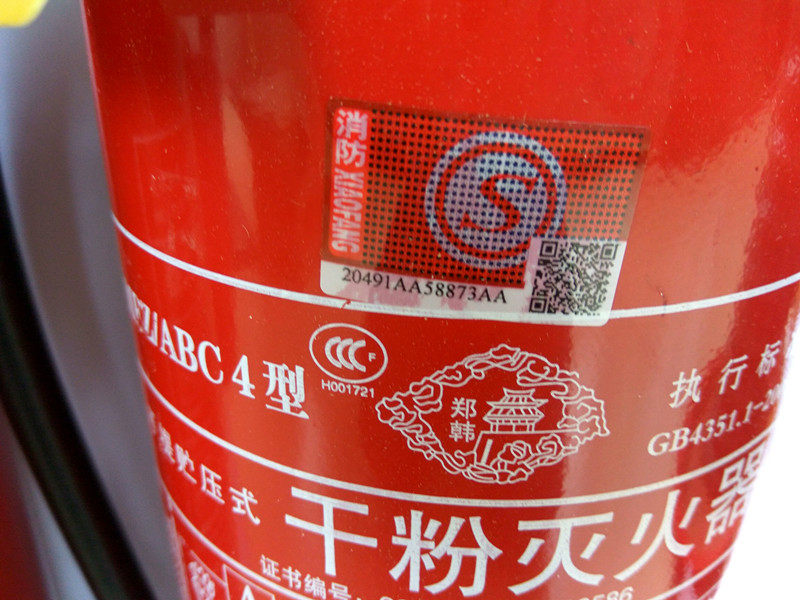 消防 XIAOFANG
S
20491AA58873AA
Z/ABC 4 型
CCC F
H001721
郑韩
执行标
GB4351.1-20
贮压式
干粉灭火器
证书编号: